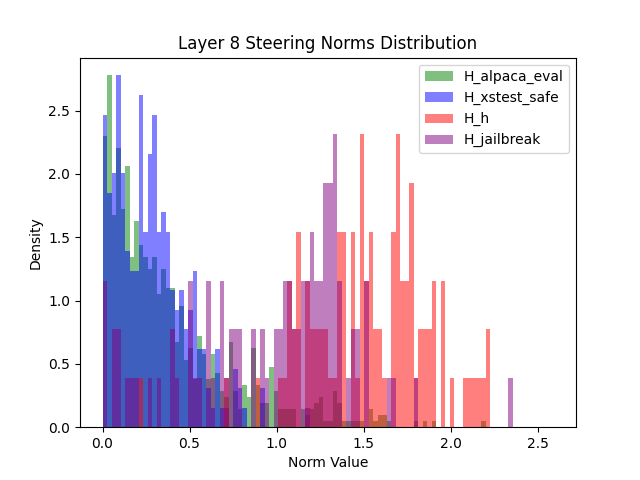 Layer 8 Steering Norms Distribution
H_alpaca_eval
H_xstest_safe
H_h
H_jailbreak
Density
2.5
2.0
1.5
1.0
0.5
0.0
0.0 0.5 1.0 1.5 2.0 2.5
Norm Value